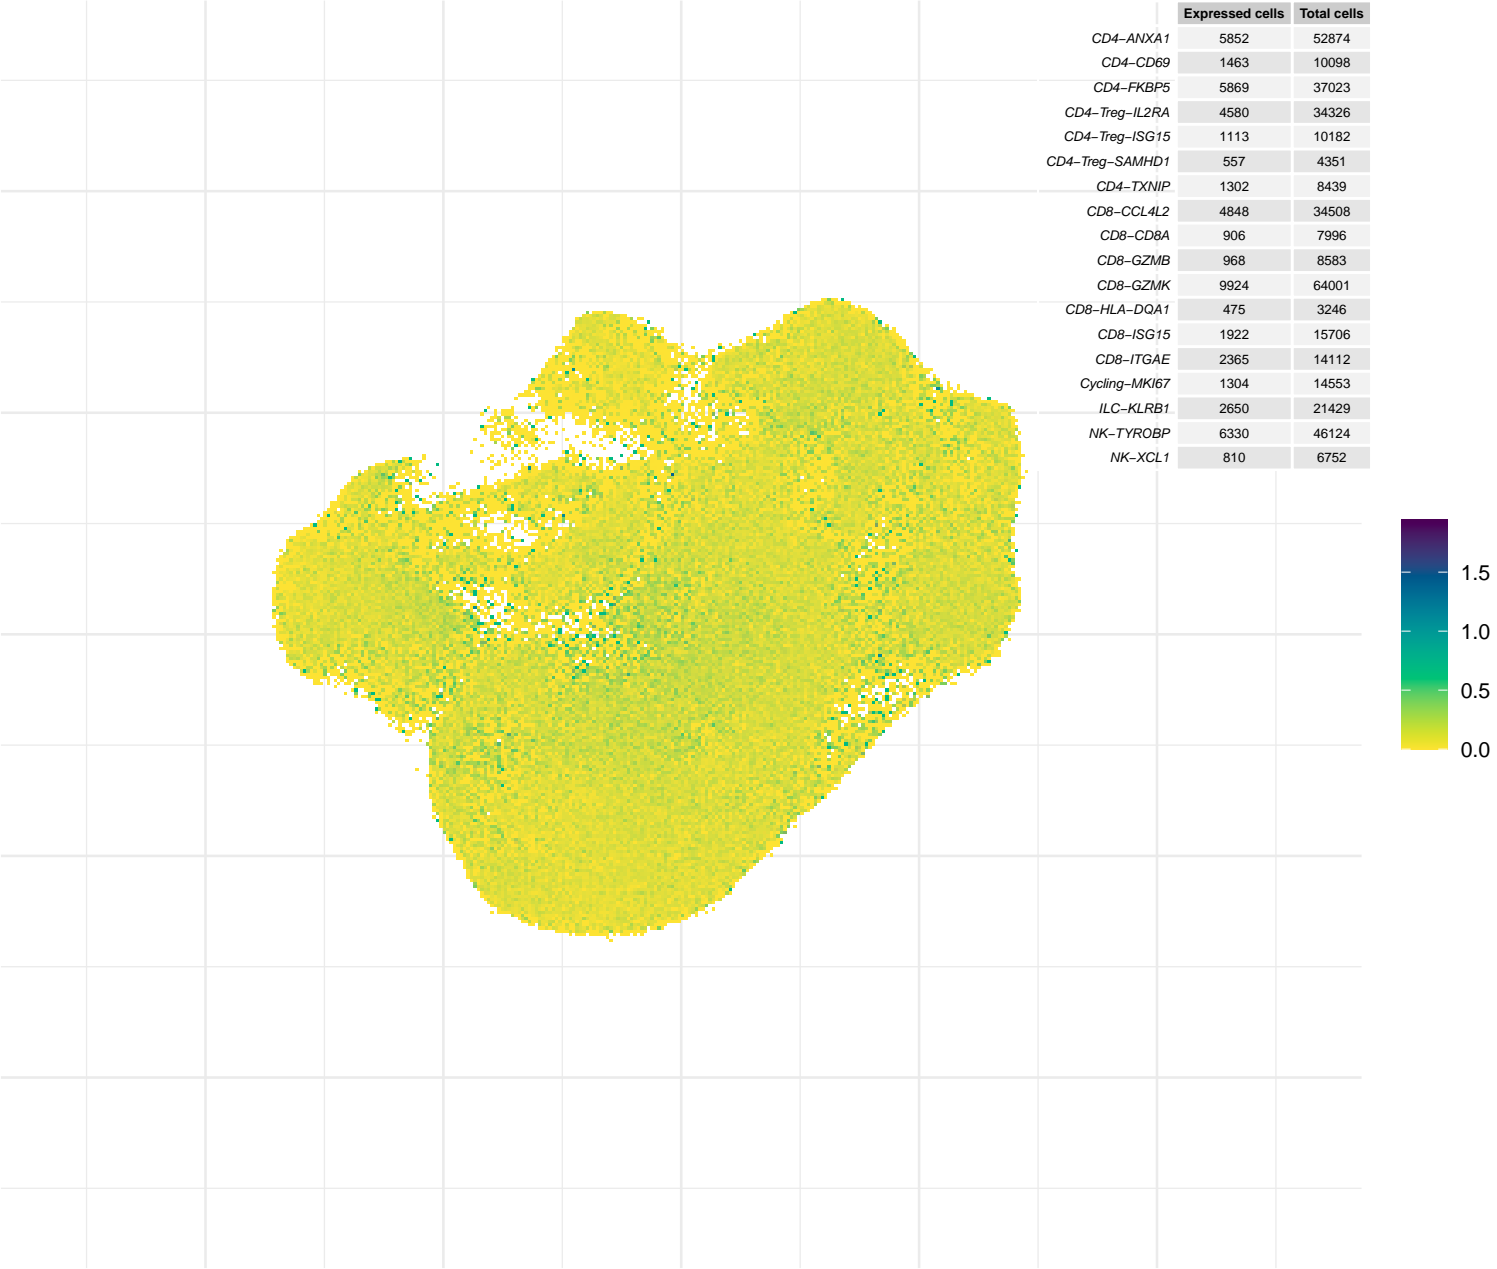 Expressed cells Total cells
CD4−ANXA1 5852 52874
CD4−CD69 1463 10098
CD4−FKBP5 5869 37023
CD4−Treg−IL2RA 4580 34326
CD4−Treg−ISG15 1113 10182
CD4−Treg−SAMHD1 557 4351
CD4−TXNIP 1302 8439
CD8−CCL4L2 4848 34508
CD8−CD8A 906 7996
CD8−GZMB 968 8583
CD8−GZMK 9924 64001
CD8−HLA−DQA1 475 3246
CD8−ISG15 1922 15706
CD8−ITGAE 2365 14112
Cycling−MKI67 1304 14553
ILC−KLRB1 2650 21429
NK−TYROBP 6330 46124
NK−XCL1 810 6752
1.5
1.0
0.5
0.0